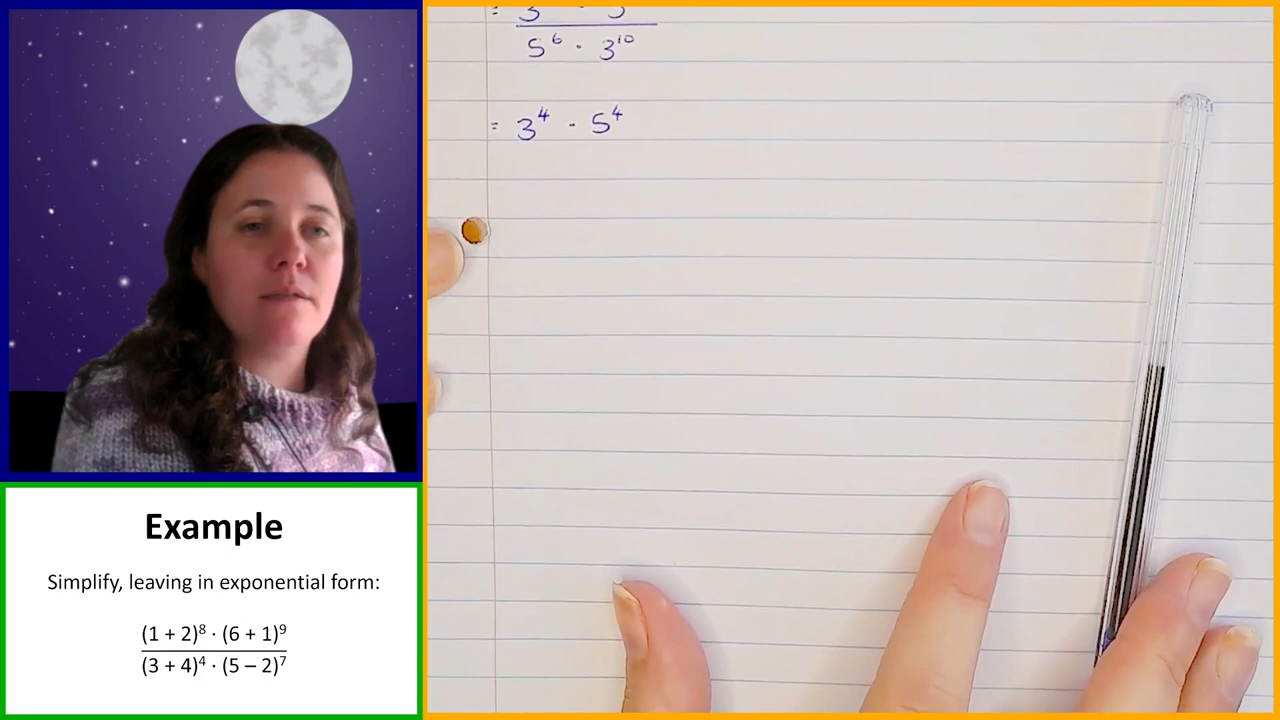 Example
Simplify, leaving in exponential form:
(1 + 2)⁸ · (6 + 1)⁹
(3 + 4)⁴ · (5 – 2)⁷
5⁶ · 3¹⁰
= 3⁴ · 5⁴